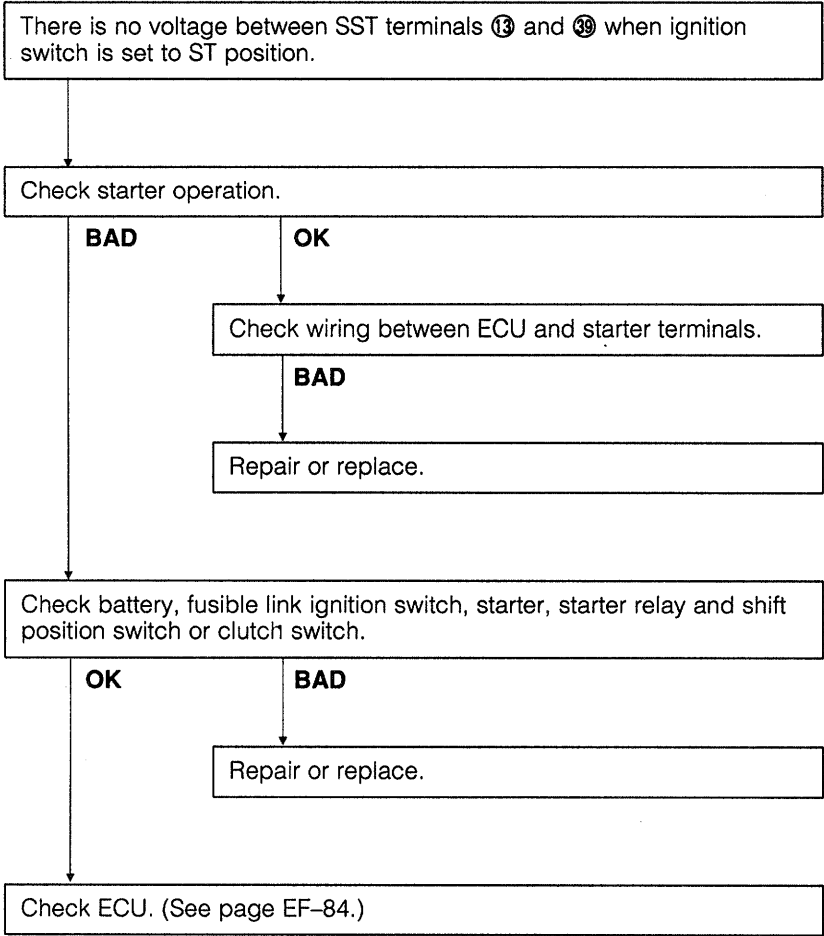 There is no voltage between SST terminals ⑬ and ㊴ when ignition
switch is set to ST position.
Check starter operation.
BAD
OK
Check wiring between ECU and starter terminals.
BAD
Repair or replace.
Check battery, fusible link ignition switch, starter, starter relay and shift
position switch or clutch switch.
OK
BAD
Repair or replace.
Check ECU. (See page EF–84.)